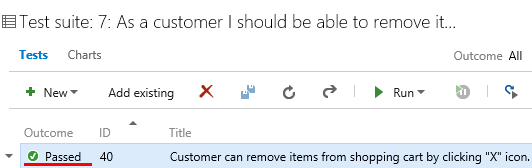 Test suite: 7: As a customer I should be able to remove it...
Tests Charts Outcome All
New Add existing Run
Outcome ID Title
Passed 40 Customer can remove items from shopping cart by clicking "X" icon.